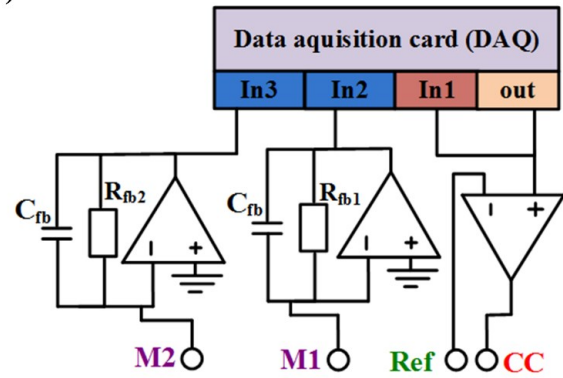 )
Data aquisition card (DAQ)
In3 In2 In1 out
Cfb Rfb2 Cfb Rfb1
- + - + - +
M2 M1 Ref CC